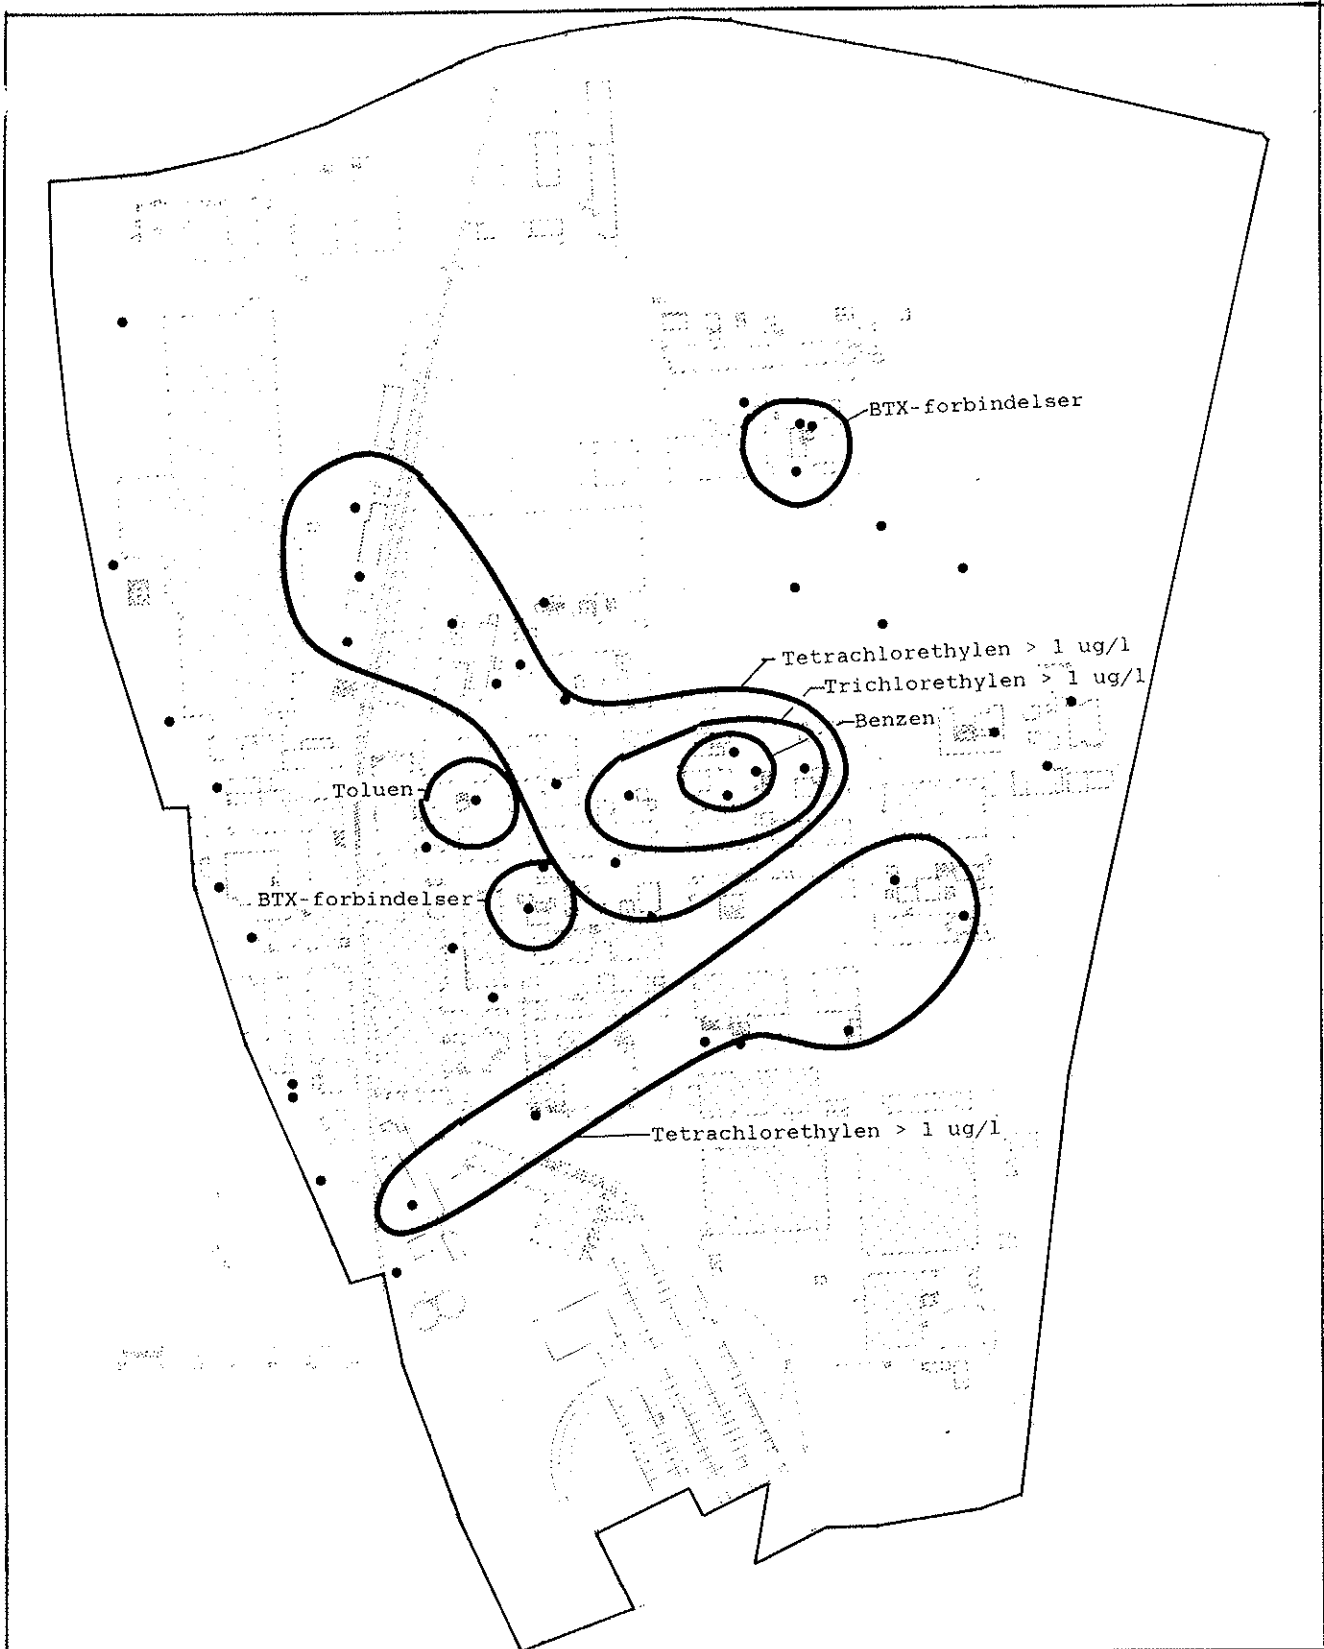 BTX-forbindelser
Tetrachlorethylen > 1 ug/l
Trichlorethylen > 1 ug/l
Benzen
Toluen
BTX-forbindelser
Tetrachlorethylen > 1 ug/l